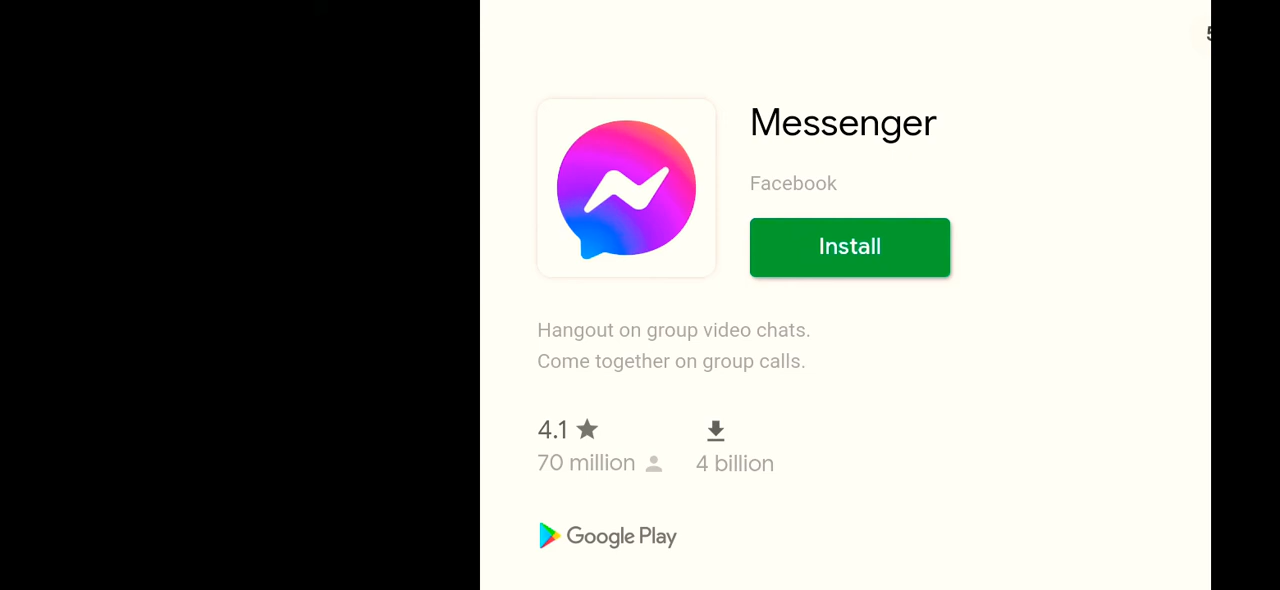 Messenger
Facebook
Install
Hangout on group video chats.
Come together on group calls.
4.1
70 million
4 billion
Google Play